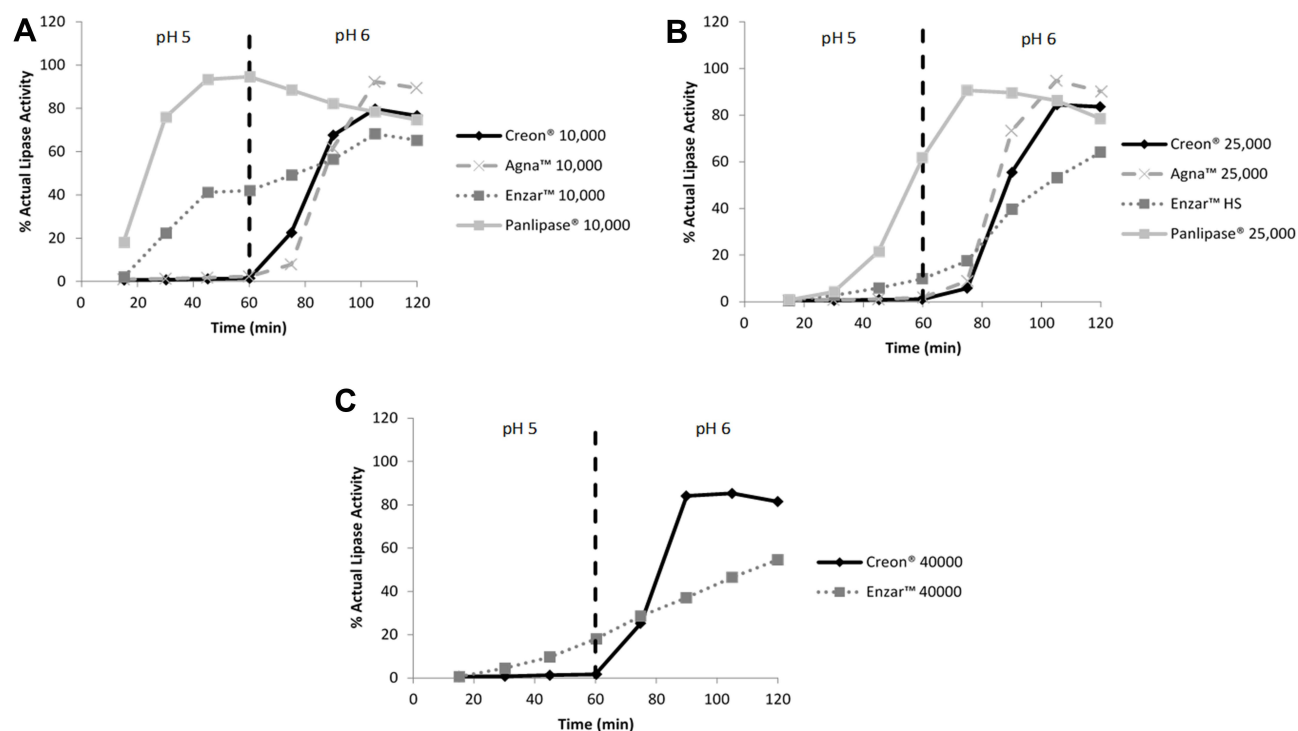 A
pH 5
pH 6
% Actual Lipase Activity
120
100
80
60
40
20
0
0 20 40 60 80 100 120
Time (min)
Creon® 10,000
Agna™ 10,000
Enzar™ 10,000
Panlipase® 10,000
B
pH 5
pH 6
% Actual Lipase Activity
120
100
80
60
40
20
0
0 20 40 60 80 100 120
Time (min)
Creon® 25,000
Agna™ 25,000
Enzar™ HS
Panlipase® 25,000
C
pH 5
pH 6
% Actual Lipase Activity
120
100
80
60
40
20
0
0 20 40 60 80 100 120
Time (min)
Creon® 40000
Enzar™ 40000